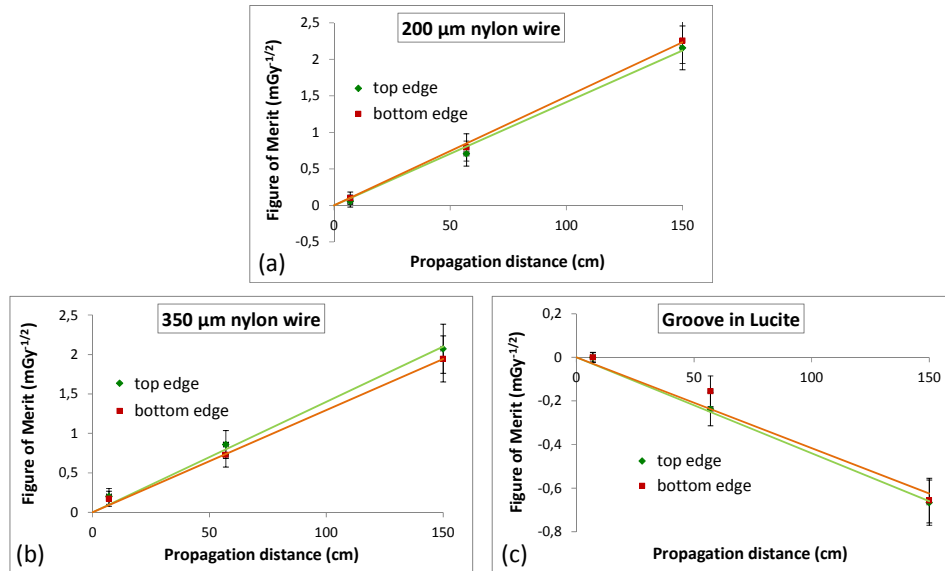 200 µm nylon wire
Figure of Merit (mGy-1/2)
2,5
2
1,5
1
0,5
0
-0,5
top edge
bottom edge
0
50
100
150
Propagation distance (cm)
(a)
350 µm nylon wire
Figure of Merit (mGy-1/2)
2,5
2
1,5
1
0,5
0
top edge
bottom edge
0
50
100
150
Propagation distance (cm)
(b)
Groove in Lucite
Figure of Merit (mGy-1/2)
0,2
0
-0,2
-0,4
-0,6
-0,8
0
50
100
150
top edge
bottom edge
Propagation distance (cm)
(c)